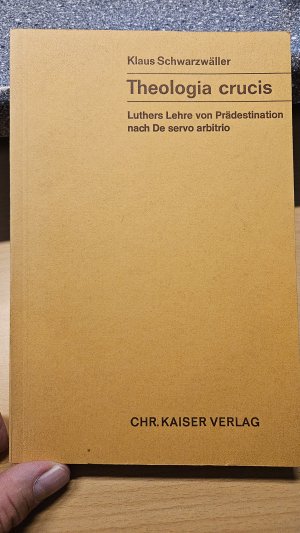 Klaus Schwarzwäller
Theologia crucis
Luthers Lehre von Prädestination
nach De servo arbitrio
CHR. KAISER VERLAG